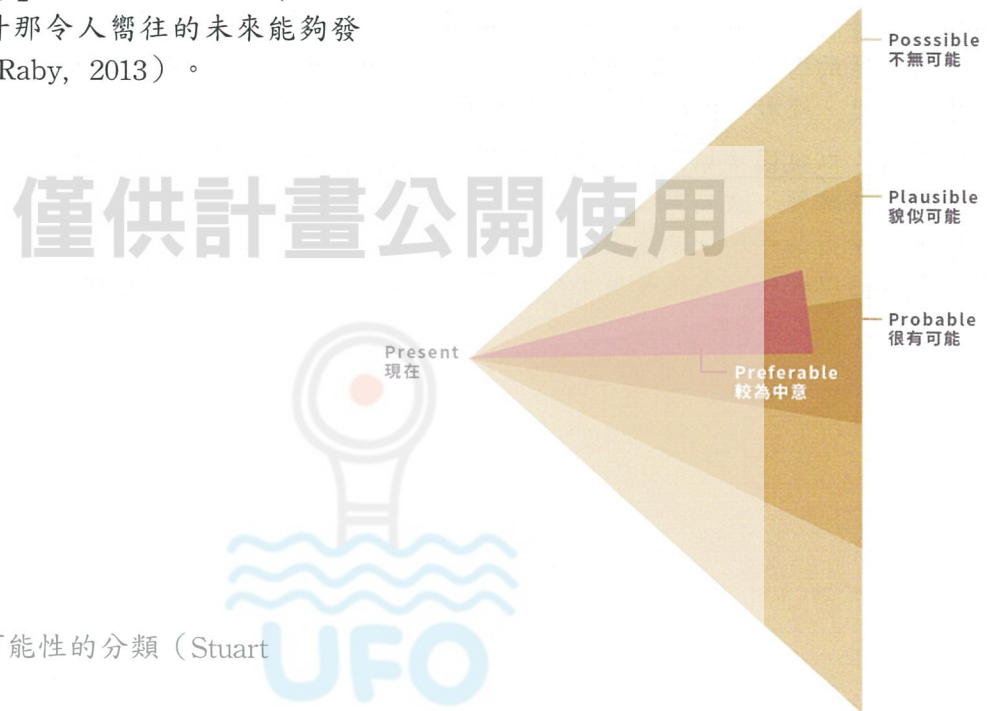 計那令人嚮往的未來能夠發
Raby, 2013)。
僅供計畫公開使用
Posssible
不無可能
Plausible
貌似可能
Probable
很有可能
Present
現在
Preferable
較為中意
能性的分類(Stuart
UFO